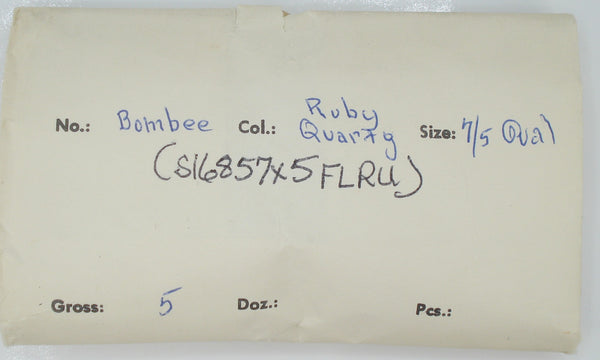 No.: Bombee Col.: Ruby Quartz Size: 7/5 Oval
(S16857X5FLRU)
Gross: 5 Doz.: Pcs.: